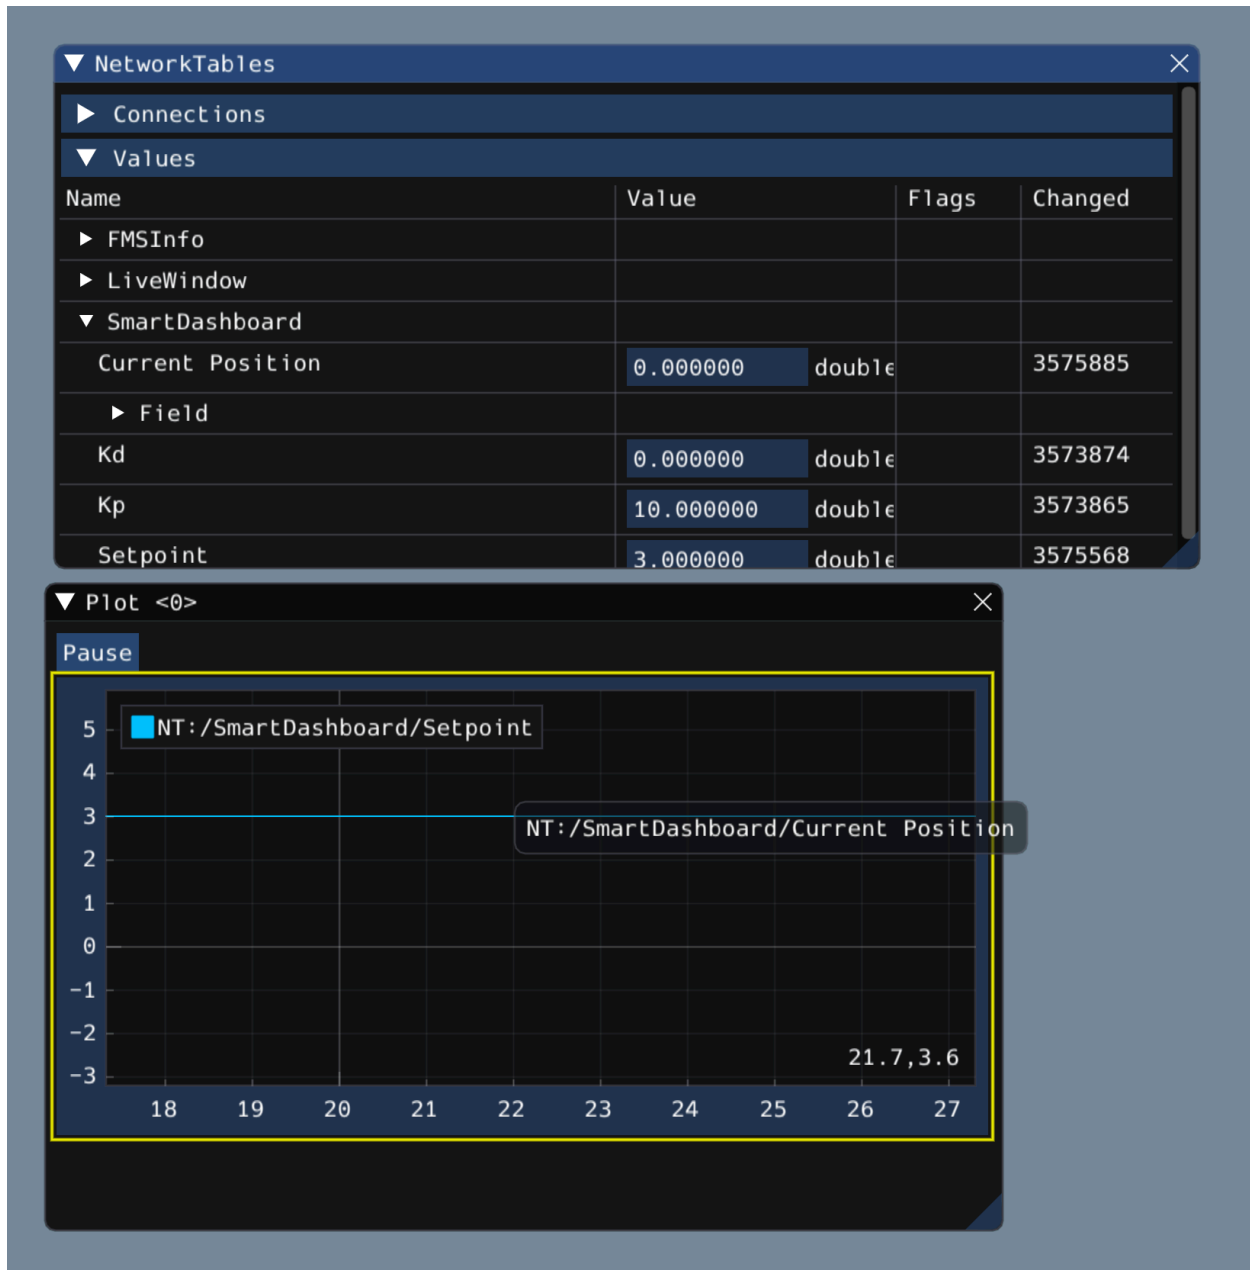 NetworkTables
Connections
Values
Name Value Flags Changed
FMSInfo
LiveWindow
SmartDashboard
Current Position 0.000000 double 3575885
Field
Kd 0.000000 double 3573874
Kp 10.000000 double 3573865
Setpoint 3.000000 double 3575568
Plot <0>
Pause
NT:/SmartDashboard/Setpoint
NT:/SmartDashboard/Current Position
5
4
3
2
1
0
-1
-2
-3
21.7,3.6
18 19 20 21 22 23 24 25 26 27